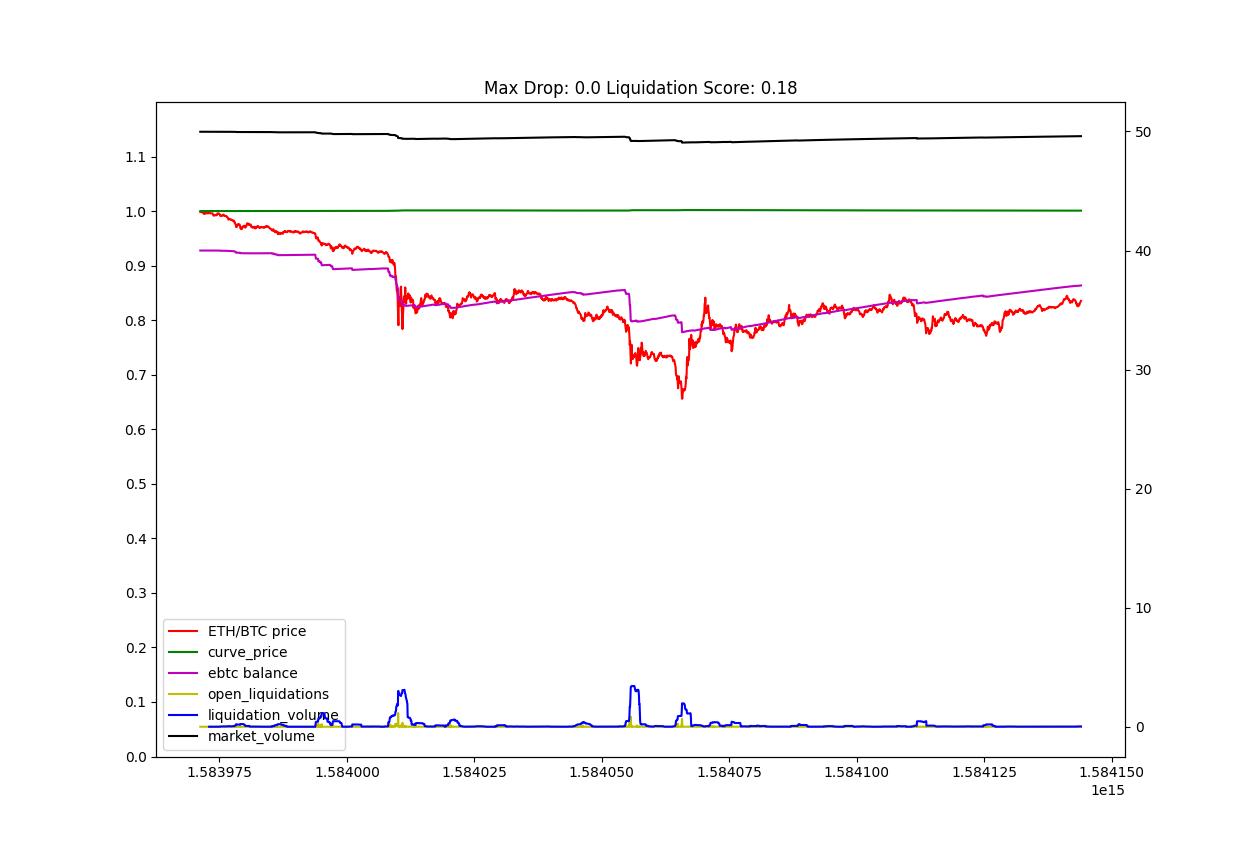 Max Drop: 0.0 Liquidation Score: 0.18
1.1
1.0
0.9
0.8
0.7
0.6
0.5
0.4
0.3
0.2
0.1
0.0
50
40
30
20
10
0
ETH/BTC price
curve_price
ebtc balance
open_liquidations
liquidation_volume
market_volume
1.583975 1.584000 1.584025 1.584050 1.584075 1.584100 1.584125 1.584150
1e15